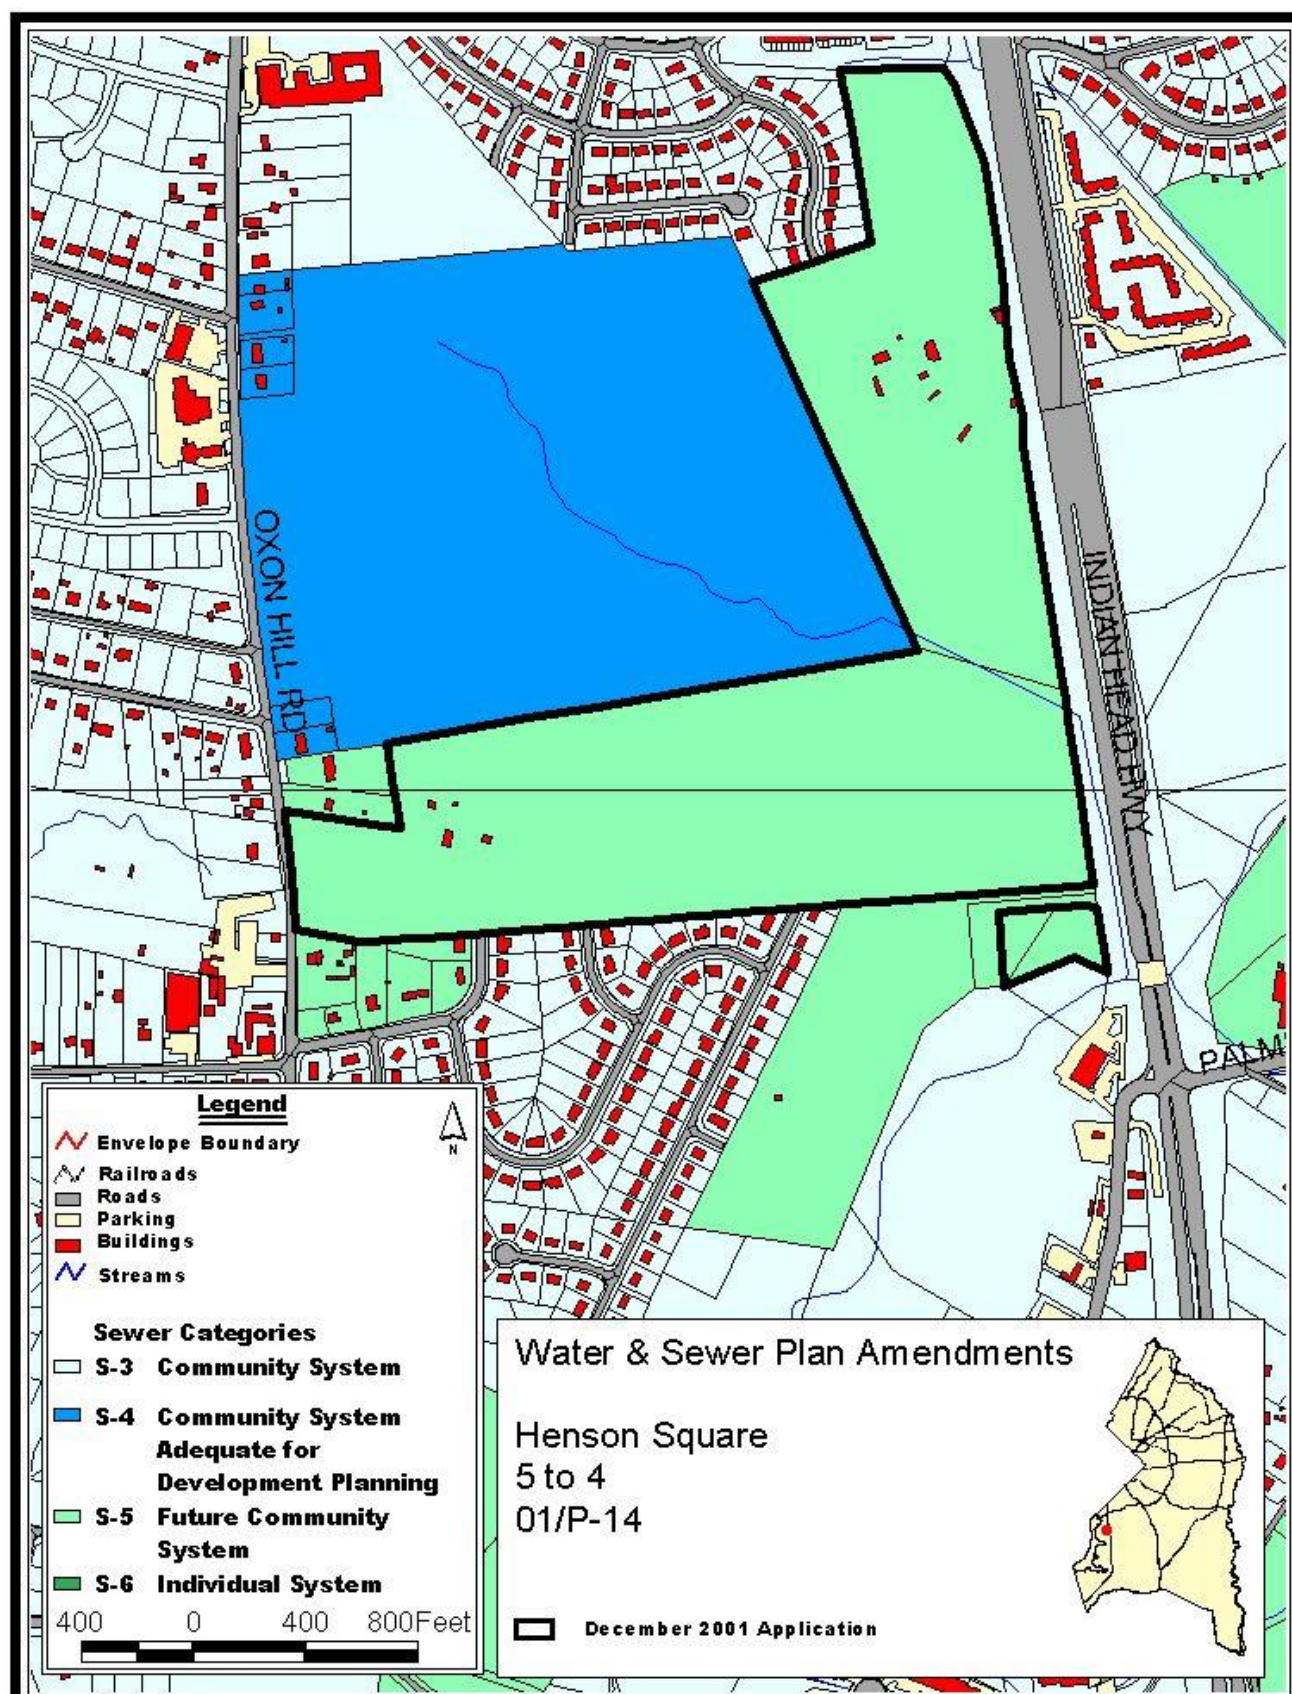 OXON HILL RD
INDIAN HEAD HWY
PALM
Legend
Envelope Boundary
Railroads
Roads
Parking
Buildings
Streams
N
Sewer Categories
S-3 Community System
S-4 Community System
Adequate for
Development Planning
S-5 Future Community
System
S-6 Individual System
400 0 400 800Feet
Water & Sewer Plan Amendments
Henson Square
5 to 4
01/P-14
December 2001 Application